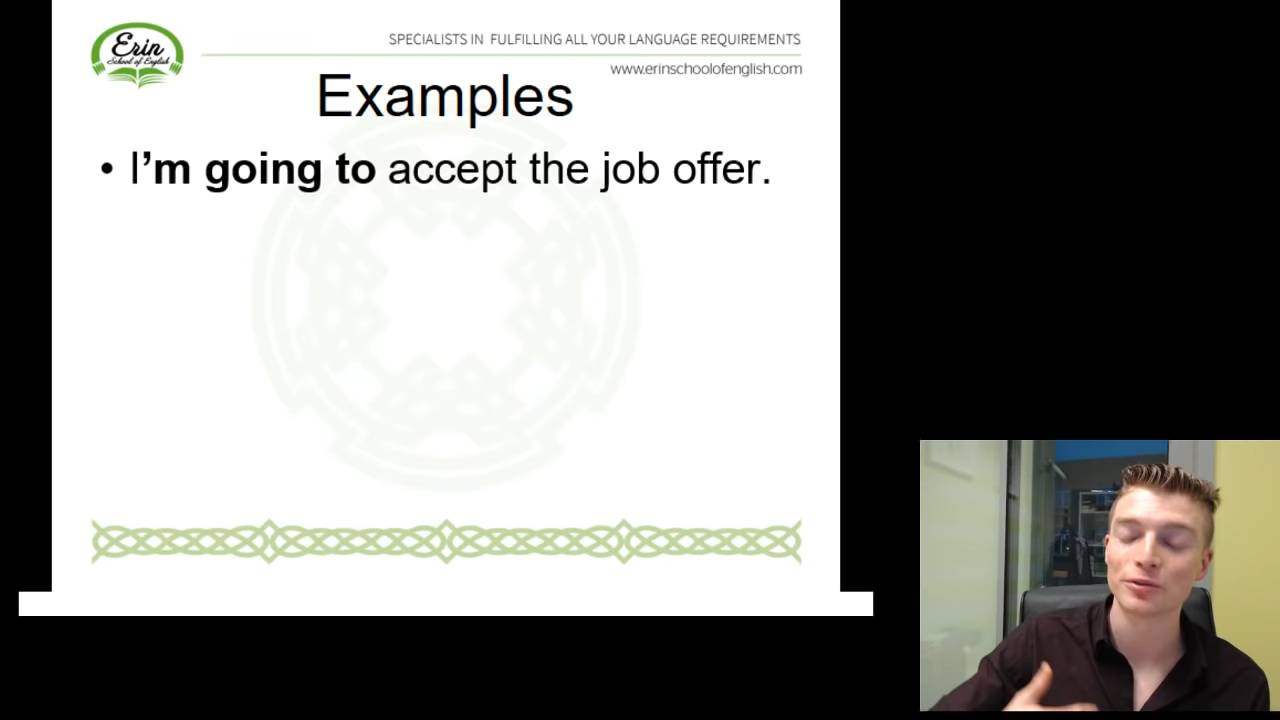 Erin
School of English
SPECIALISTS IN FULFILLING ALL YOUR LANGUAGE REQUIREMENTS
www.erinschoolofenglish.com
Examples
• I’m going to accept the job offer.